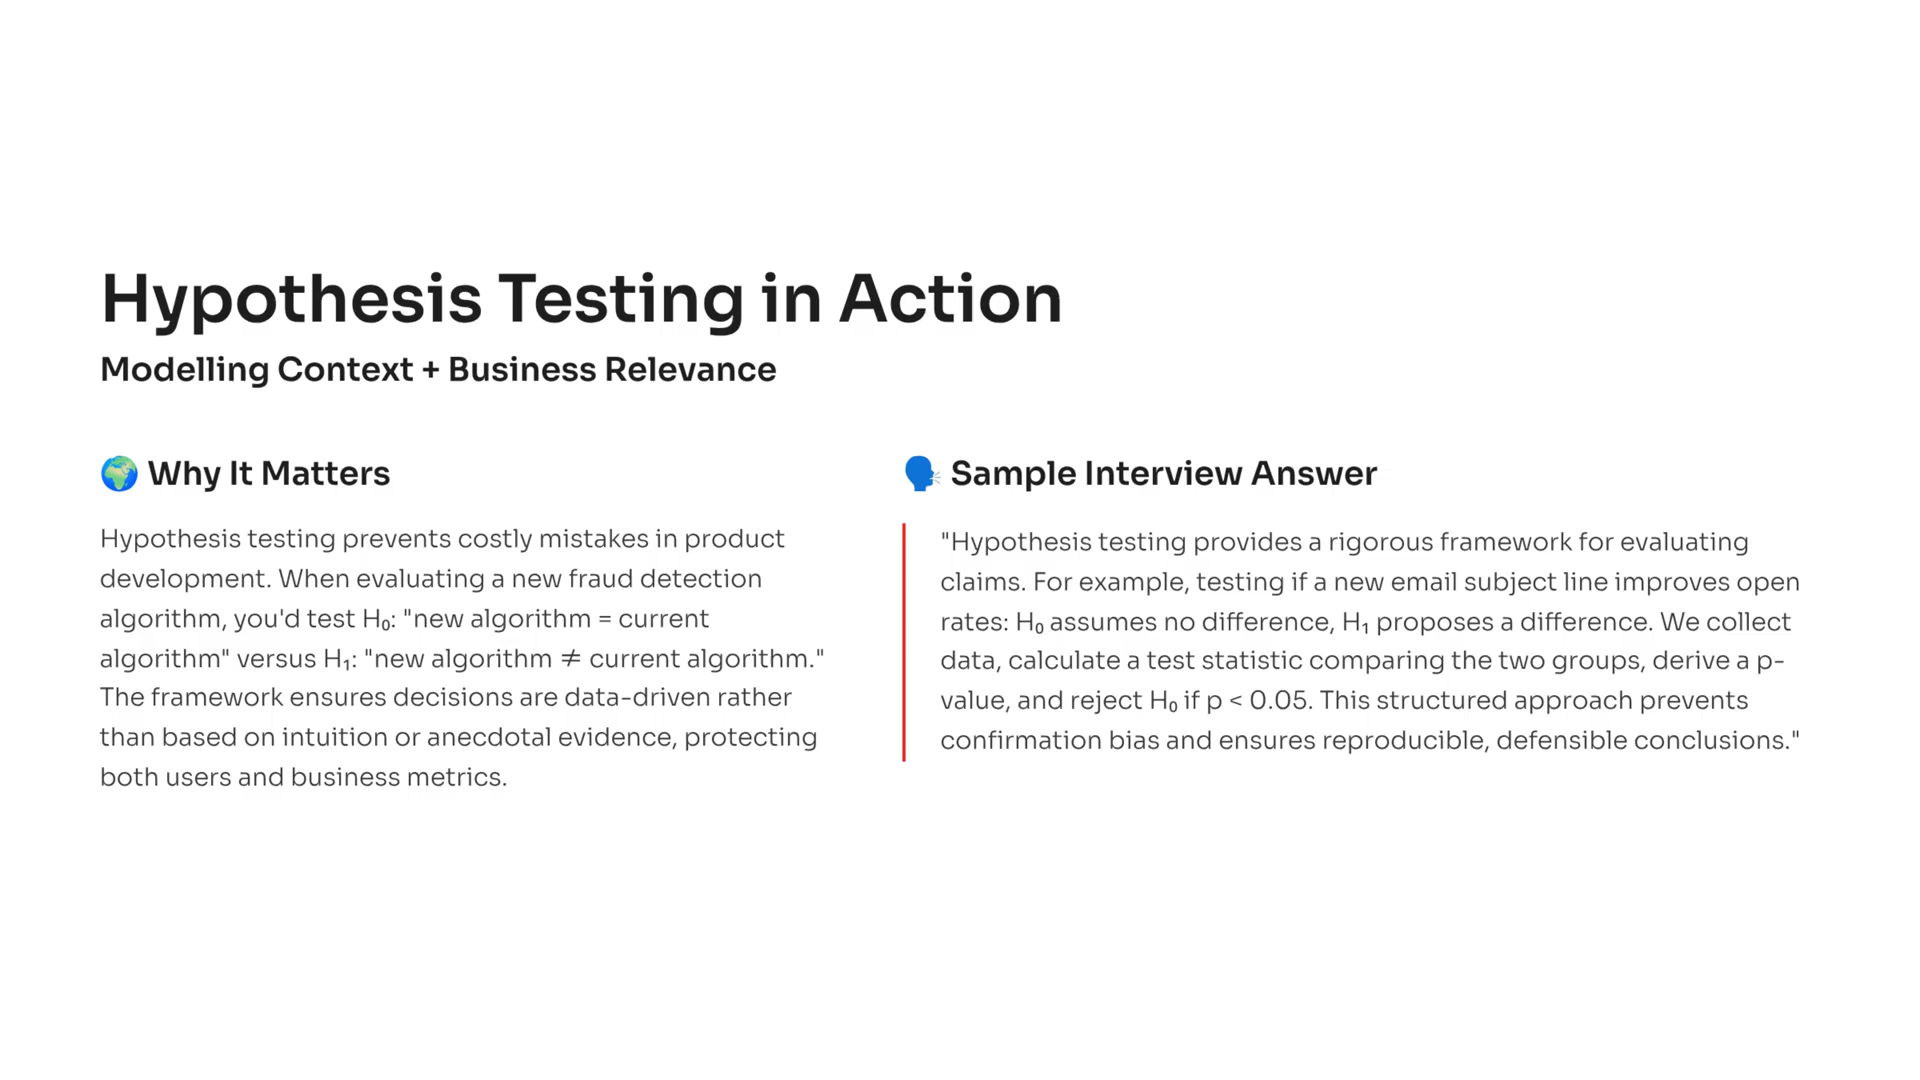 Hypothesis Testing in Action
Modelling Context + Business Relevance
🌍 Why It Matters
Hypothesis testing prevents costly mistakes in product
development. When evaluating a new fraud detection
algorithm, you'd test H₀: "new algorithm = current
algorithm" versus H₁: "new algorithm ≠ current algorithm."
The framework ensures decisions are data-driven rather
than based on intuition or anecdotal evidence, protecting
both users and business metrics.
🗣️ Sample Interview Answer
"Hypothesis testing provides a rigorous framework for evaluating
claims. For example, testing if a new email subject line improves open
rates: H₀ assumes no difference, H₁ proposes a difference. We collect
data, calculate a test statistic comparing the two groups, derive a p-
value, and reject H₀ if p < 0.05. This structured approach prevents
confirmation bias and ensures reproducible, defensible conclusions."